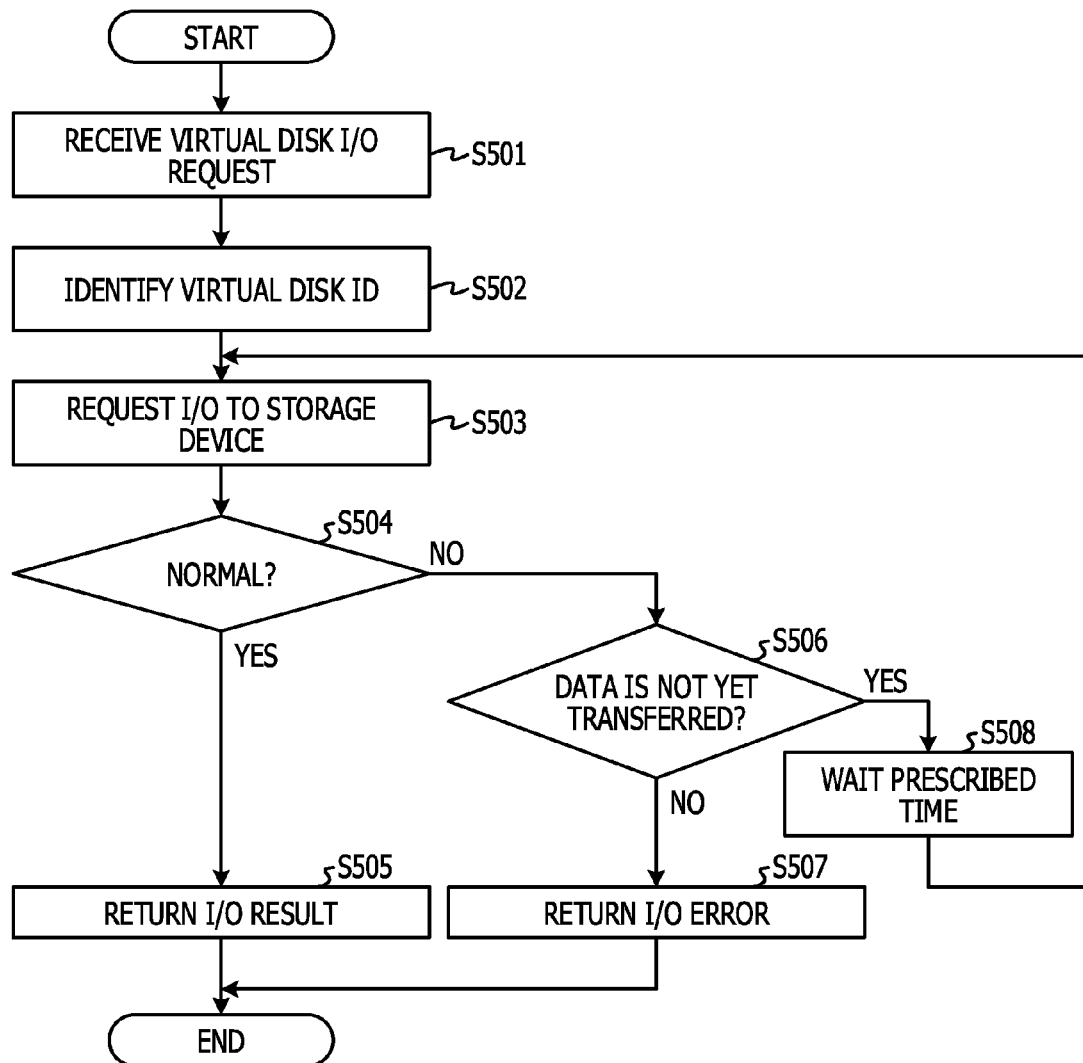 START
RECEIVE VIRTUAL DISK I/O
REQUEST
S501
IDENTIFY VIRTUAL DISK ID
S502
REQUEST I/O TO STORAGE
DEVICE
S503
S504
NORMAL?
NO
YES
S506
DATA IS NOT YET
TRANSFERRED?
YES
NO
S508
WAIT PRESCRIBED
TIME
S505
RETURN I/O RESULT
S507
RETURN I/O ERROR
END